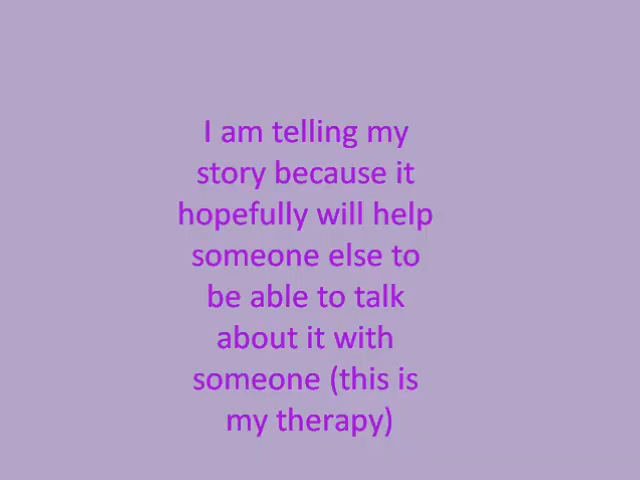 I am telling my
story because it
hopefully will help
someone else to
be able to talk
about it with
someone (this is
my therapy)